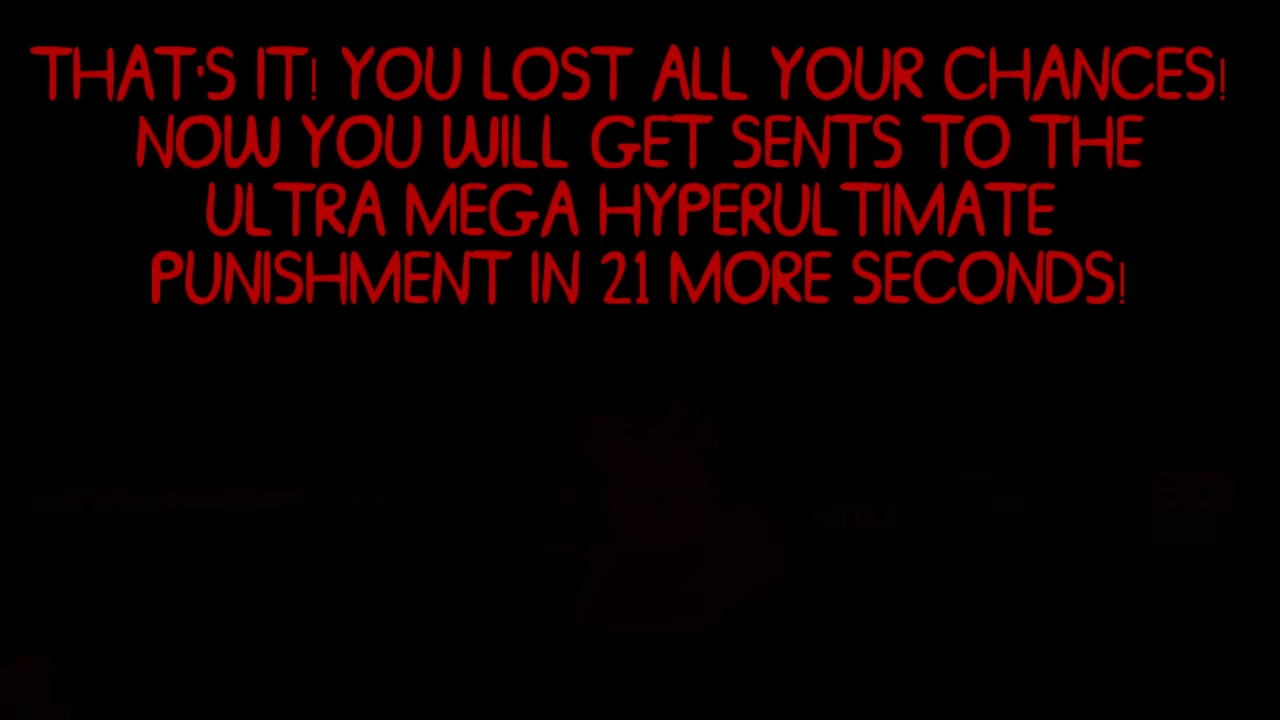 THAT'S IT! YOU LOST ALL YOUR CHANCES!
NOW YOU WILL GET SENTS TO THE
ULTRA MEGA HYPERULTIMATE
PUNISHMENT IN 21 MORE SECONDS!